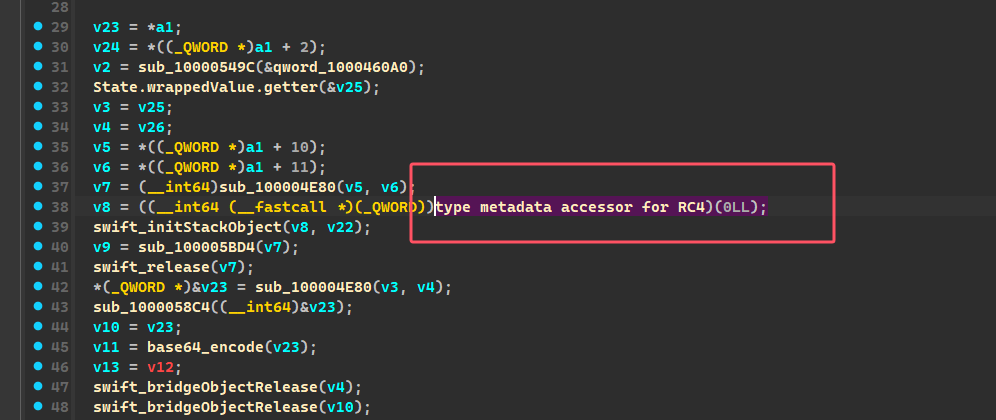 28
29 v23 = *a1;
30 v24 = *((_QWORD *)a1 + 2);
31 v2 = sub_10000549C(&qword_1000460A0);
32 State.wrappedValue.getter(&v25);
33 v3 = v25;
34 v4 = v26;
35 v5 = *((_QWORD *)a1 + 10);
36 v6 = *((_QWORD *)a1 + 11);
37 v7 = (__int64)sub_100004E80(v5, v6);
38 v8 = ((__int64 (__fastcall *)(_QWORD))type metadata accessor for RC4)(0LL);
39 swift_initStackObject(v8, v22);
40 v9 = sub_100005BD4(v7);
41 swift_release(v7);
42 *(_QWORD *)&v23 = sub_100004E80(v3, v4);
43 sub_1000058C4((__int64)&v23);
44 v10 = v23;
45 v11 = base64_encode(v23);
46 v13 = v12;
47 swift_bridgeObjectRelease(v4);
48 swift_bridgeObjectRelease(v10);